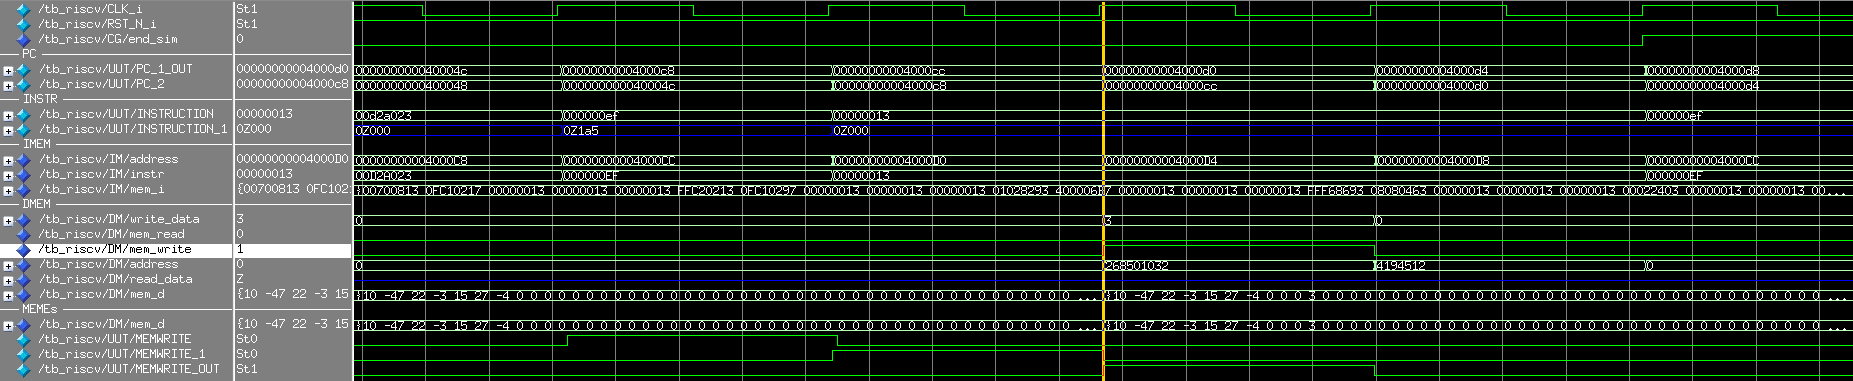 /tb_riscv/CLK_i St1
/tb_riscv/RST_N_i St1
/tb_riscv/CG/end_sim 0
PC
/tb_riscv/UUT/PC_1_OUT 00000000004000d0 000000000040004c 00000000004000c8 00000000004000cc 00000000004000d0 00000000004000d4 00000000004000d8
/tb_riscv/UUT/PC_2 00000000004000c8 0000000000400048 000000000040004c 00000000004000c8 00000000004000cc 00000000004000d0 00000000004000d4
INSTR
/tb_riscv/UUT/INSTRUCTION 00000013 00d2a023 000000ef 00000013 000000ef
/tb_riscv/UUT/INSTRUCTION_1 0Z000 0Z000 0Z1a5 0Z000
IMEM
/tb_riscv/IM/address 00000000004000D0 00000000004000C8 00000000004000CC 00000000004000D0 00000000004000D4 00000000004000D8 00000000004000CC
/tb_riscv/IM/instr 00000013 00D2A023 000000EF 00000013 000000EF
/tb_riscv/IM/mem_i {00700813 0FC102 {00700813 0FC10217 00000013 00000013 00000013 FFC20213 0FC10297 00000013 00000013 00000013 01028293 400006B7 00000013 00000013 00000013 FFF68693 08080463 00000013 00000013 00000013 00022403 00000013 00000013 00...
DMEM
/tb_riscv/DM/write_data 3 0 3 0
/tb_riscv/DM/mem_read 0
/tb_riscv/DM/mem_write 1
/tb_riscv/DM/address 0 0 268501032 4194512 0
/tb_riscv/DM/read_data Z
/tb_riscv/DM/mem_d {10 -47 22 -3 15 {10 -47 22 -3 15 27 -4 0 0 0 0 0 0 0 0 0 0 0 0 0 0 0 0 0 0 0 0 0 0 0 0 0 0 0 0 0 0 0 ... {10 -47 22 -3 15 27 -4 0 0 0 3 0 0 0 0 0 0 0 0 0 0 0 0 0 0 0 0 0 0 0 0 0 0 0 0 0 0 0 ...
MEMEs
/tb_riscv/DM/mem_d {10 -47 22 -3 15 {10 -47 22 -3 15 27 -4 0 0 0 0 0 0 0 0 0 0 0 0 0 0 0 0 0 0 0 0 0 0 0 0 0 0 0 0 0 0 0 ... {10 -47 22 -3 15 27 -4 0 0 0 3 0 0 0 0 0 0 0 0 0 0 0 0 0 0 0 0 0 0 0 0 0 0 0 0 0 0 0 ...
/tb_riscv/UUT/MEMWRITE St0
/tb_riscv/UUT/MEMWRITE_1 St0
/tb_riscv/UUT/MEMWRITE_OUT St1